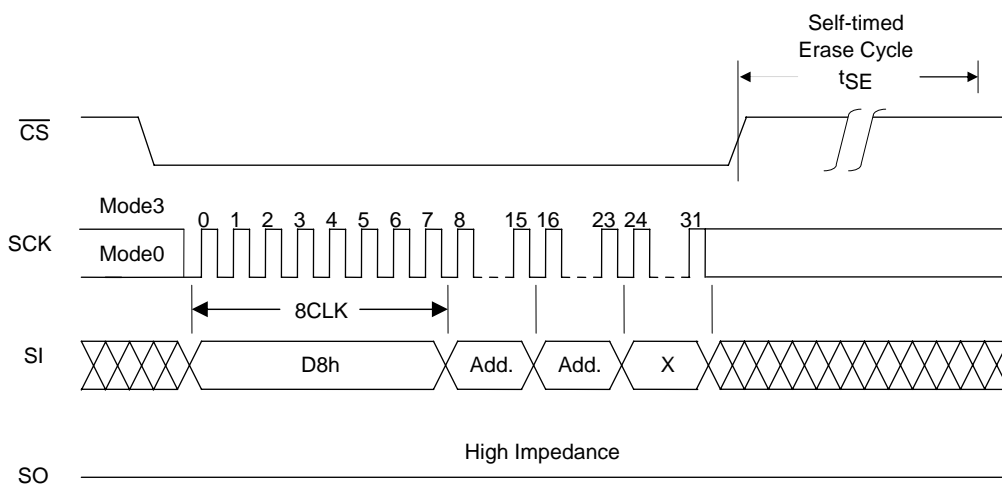 Self-timed
Erase Cycle
tSE
CS
Mode3
SCK
Mode0
0 1 2 3 4 5 6 7 8 15 16 23 24 31
8CLK
SI
D8h Add. Add. X
High Impedance
SO